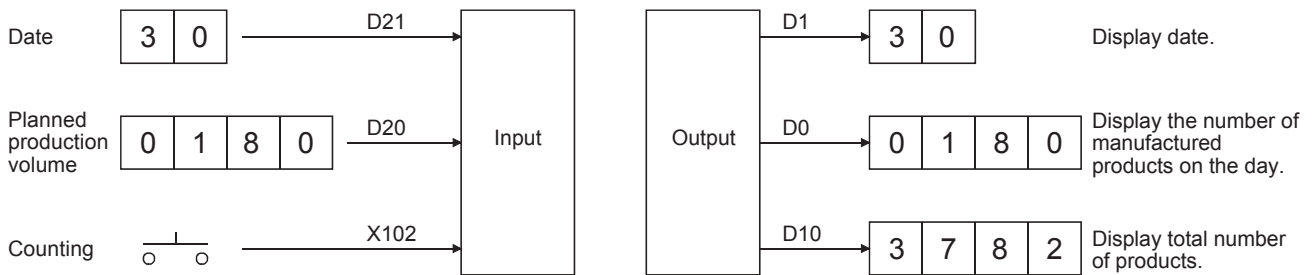 Date
3 0
D21
D1
3 0
Display date.
Planned
production
volume
0 1 8 0
D20
Input
Output
D0
0 1 8 0
Display the number of
manufactured
products on the day.
Counting
X102
D10
3 7 8 2
Display total number
of products.